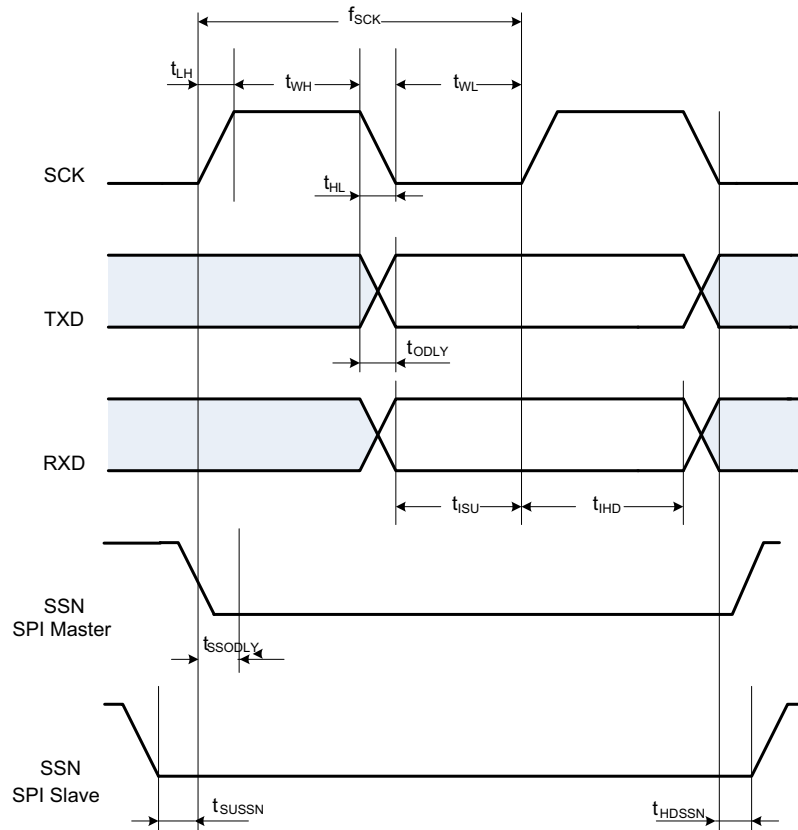 fSCK
tLH
tWH
tWL
SCK
tHL
TXD
tODLY
RXD
tISU
tIHD
SSN
SPI Master
tSSODLY
SSN
SPI Slave
tSUSSN
tHDSSN